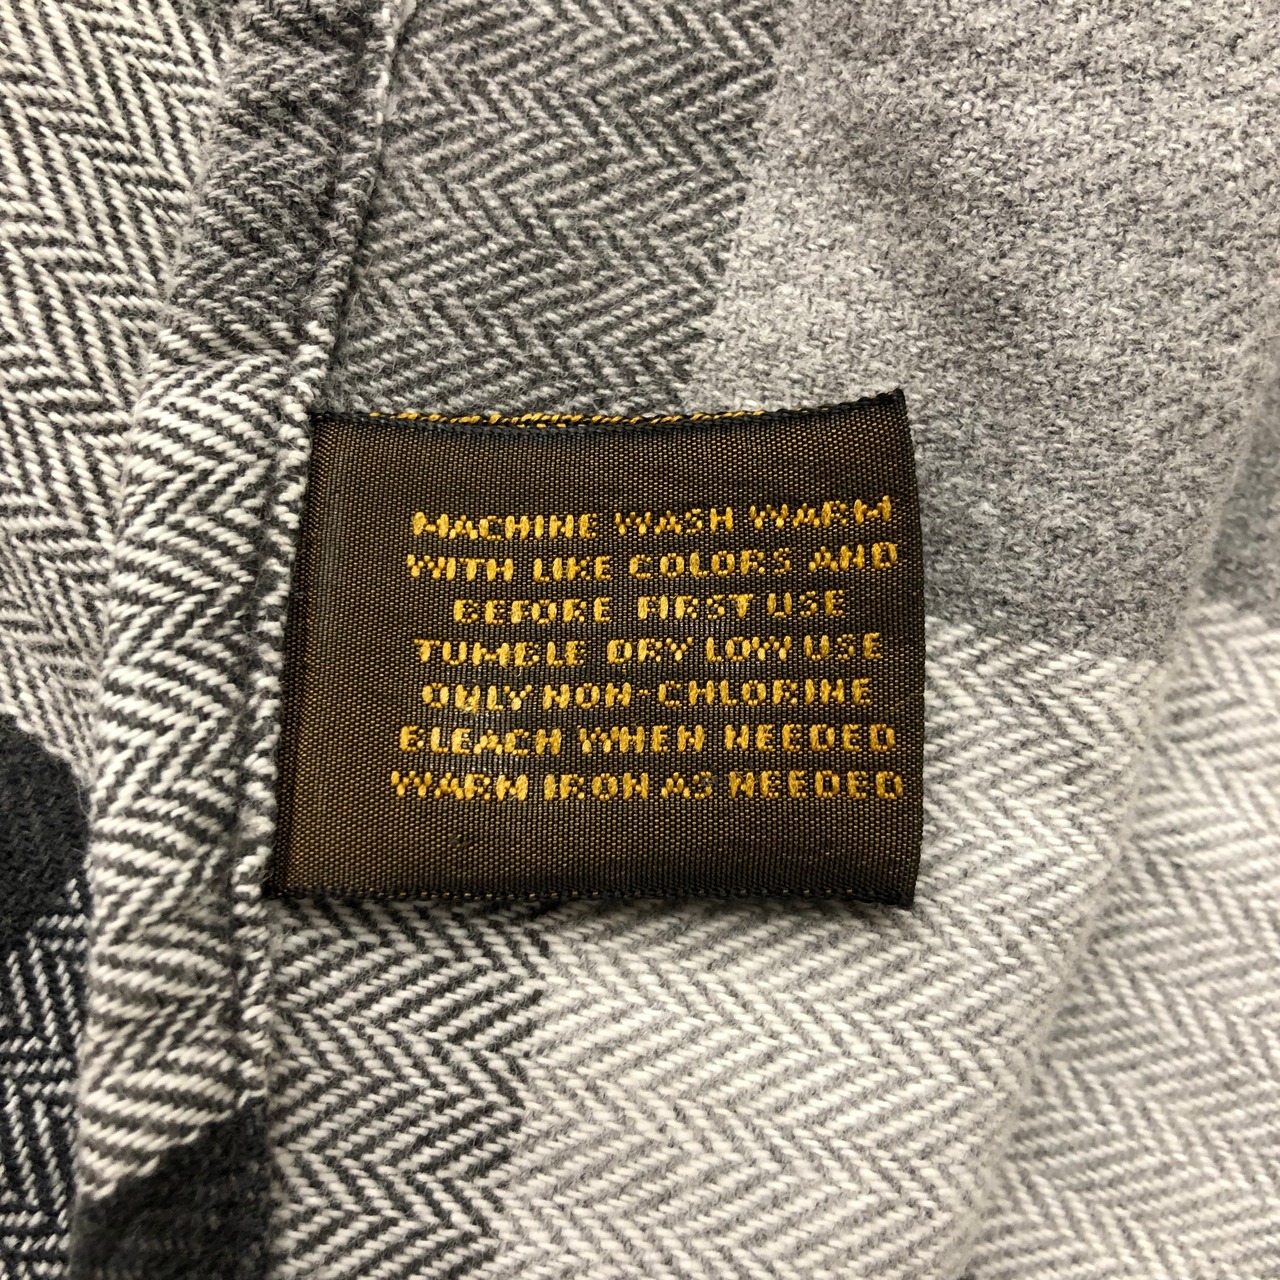 MACHINE WASH WARM
WITH LIKE COLORS AND
BEFORE FIRST USE
TUMBLE DRY LOW USE
ONLY NON-CHLORINE
BLEACH WHEN NEEDED
WARM IRON AS NEEDED